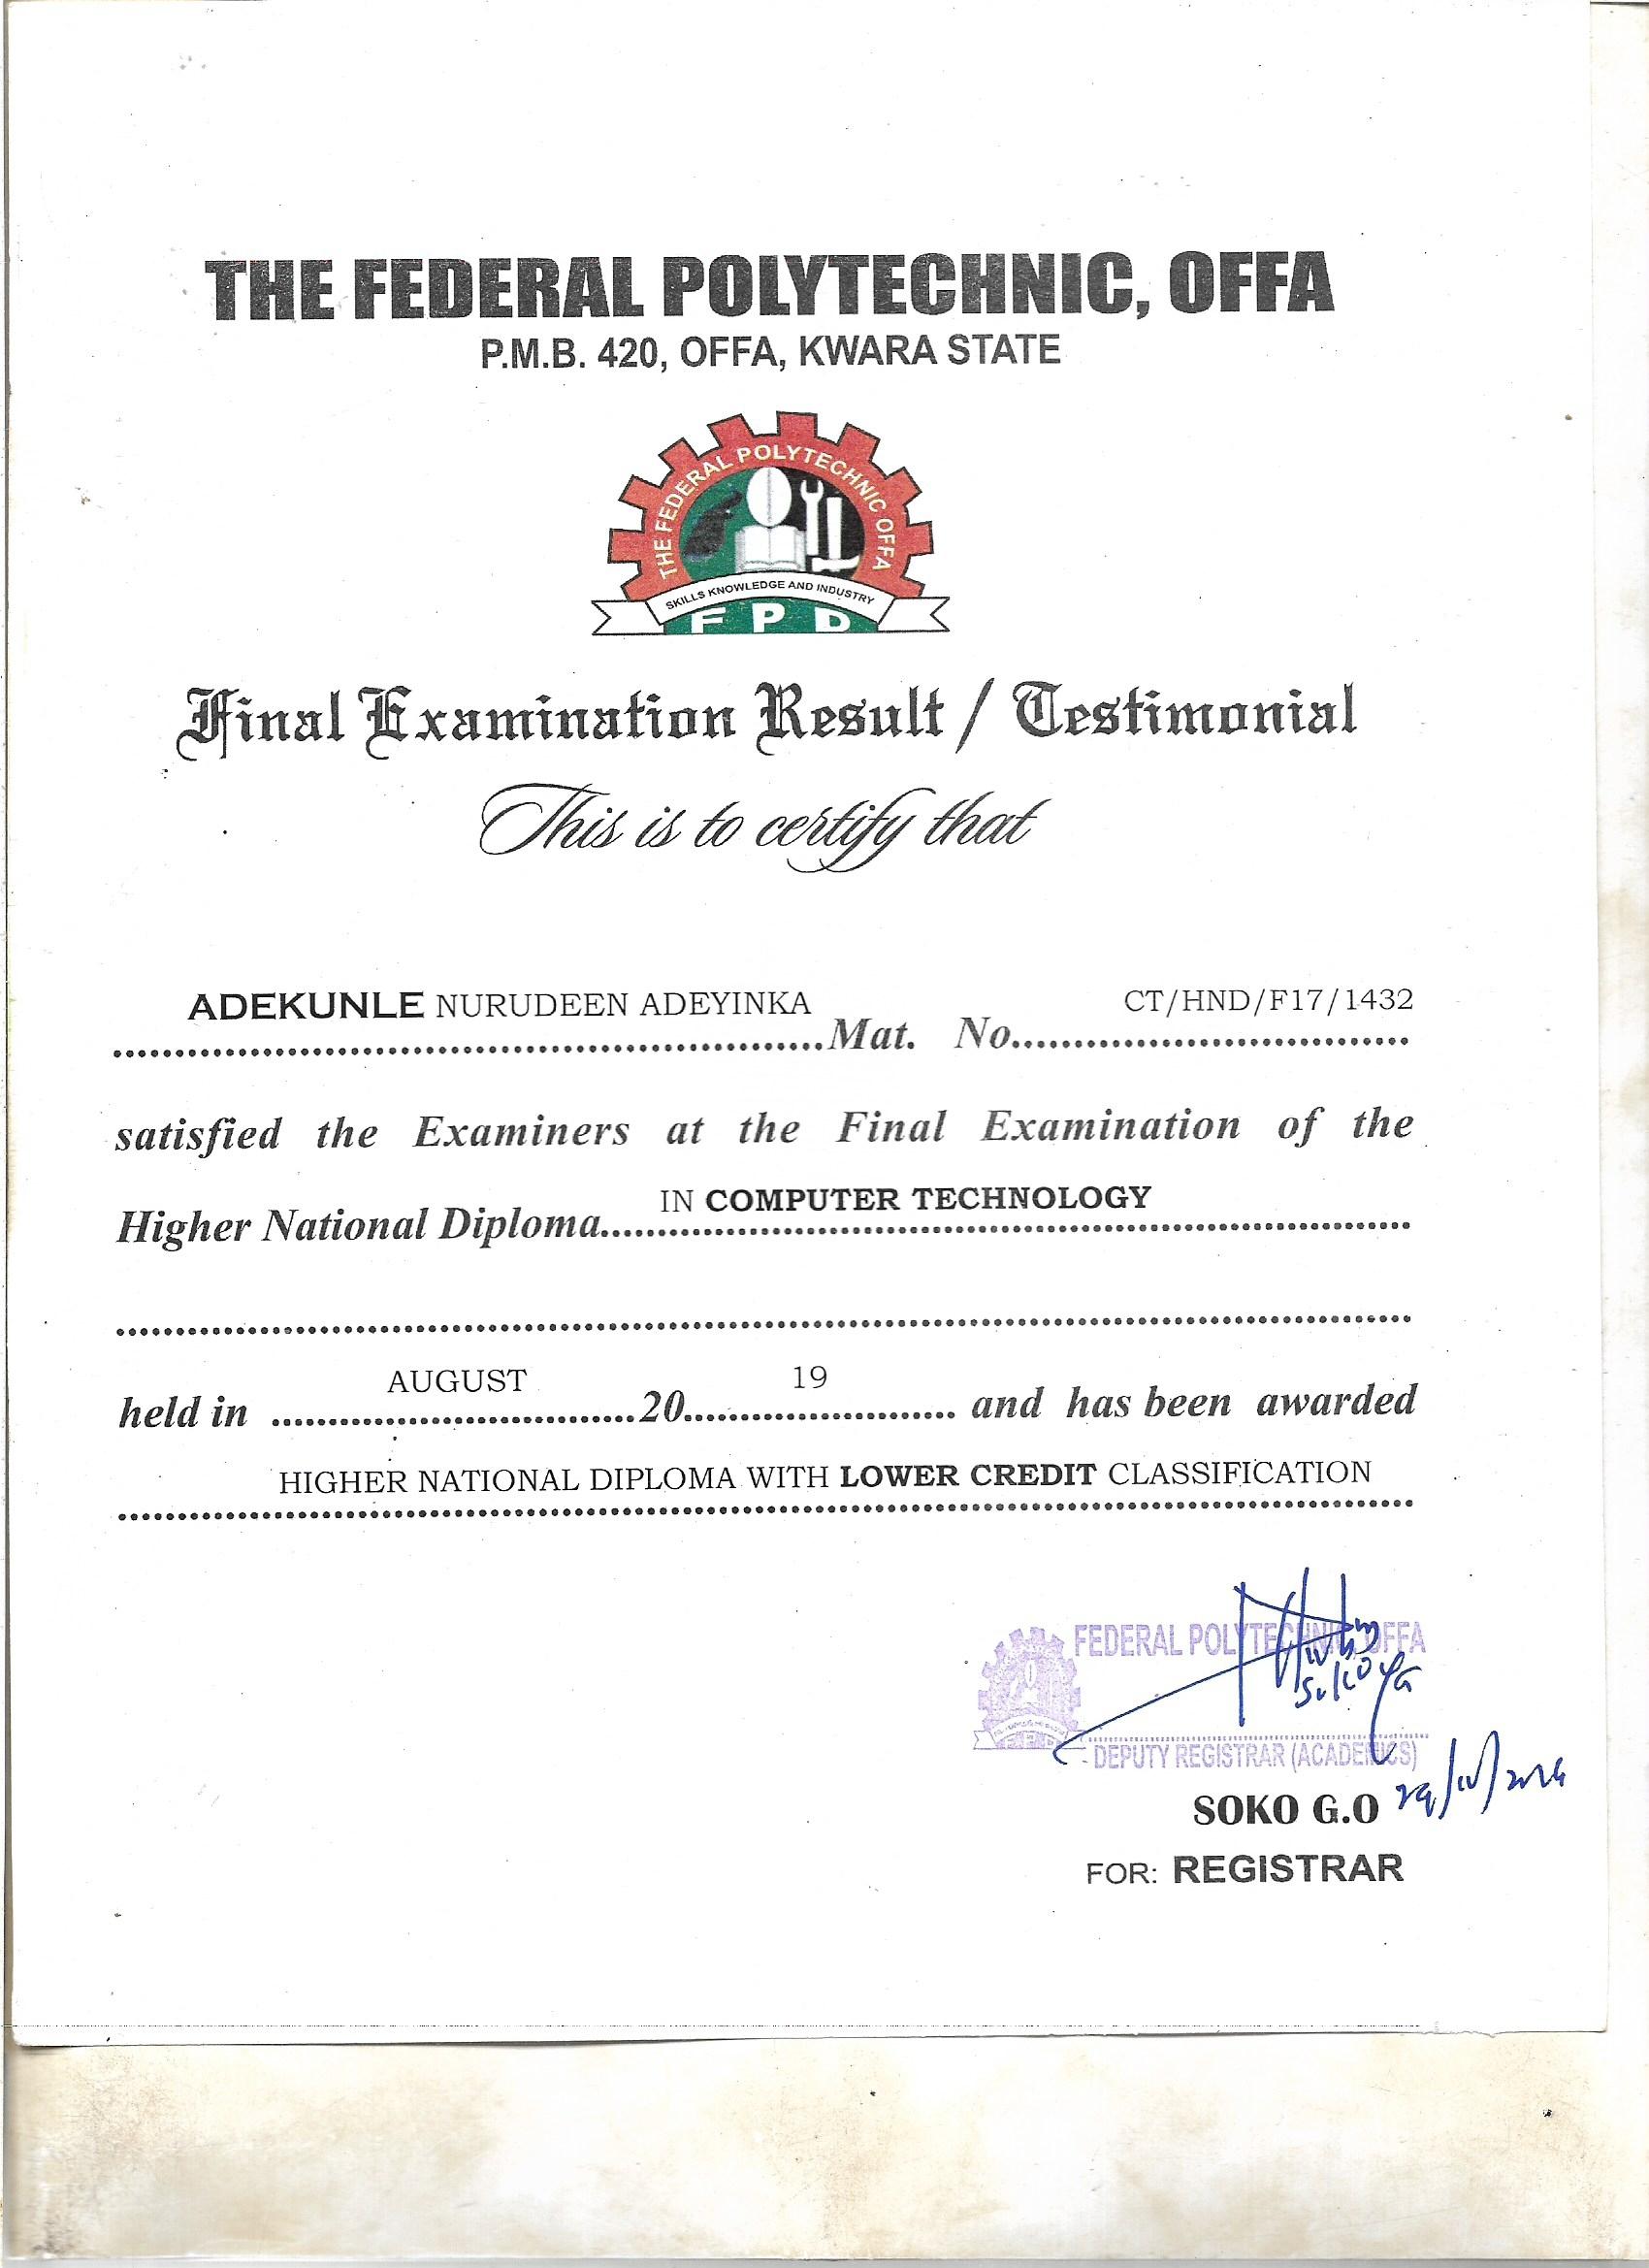 THE FEDERAL POLYTECHNIC, OFFA
P.M.B. 420, OFFA, KWARA STATE
THE FEDERAL POLYTECHNIC OFFA
SKILLS KNOWLEDGE AND INDUSTRY
F P D
Final Examination Result / Testimonial
This is to certify that
ADEKUNLE NURUDEEN ADEYINKA Mat. No. CT/HND/F17/1432
satisfied the Examiners at the Final Examination of the
Higher National Diploma IN COMPUTER TECHNOLOGY
held in AUGUST 20 19 and has been awarded
HIGHER NATIONAL DIPLOMA WITH LOWER CREDIT CLASSIFICATION
FEDERAL POLYTECHNIC OFFA
DEPUTY REGISTRAR (ACADEMICS)
SOKO G.O
FOR: REGISTRAR